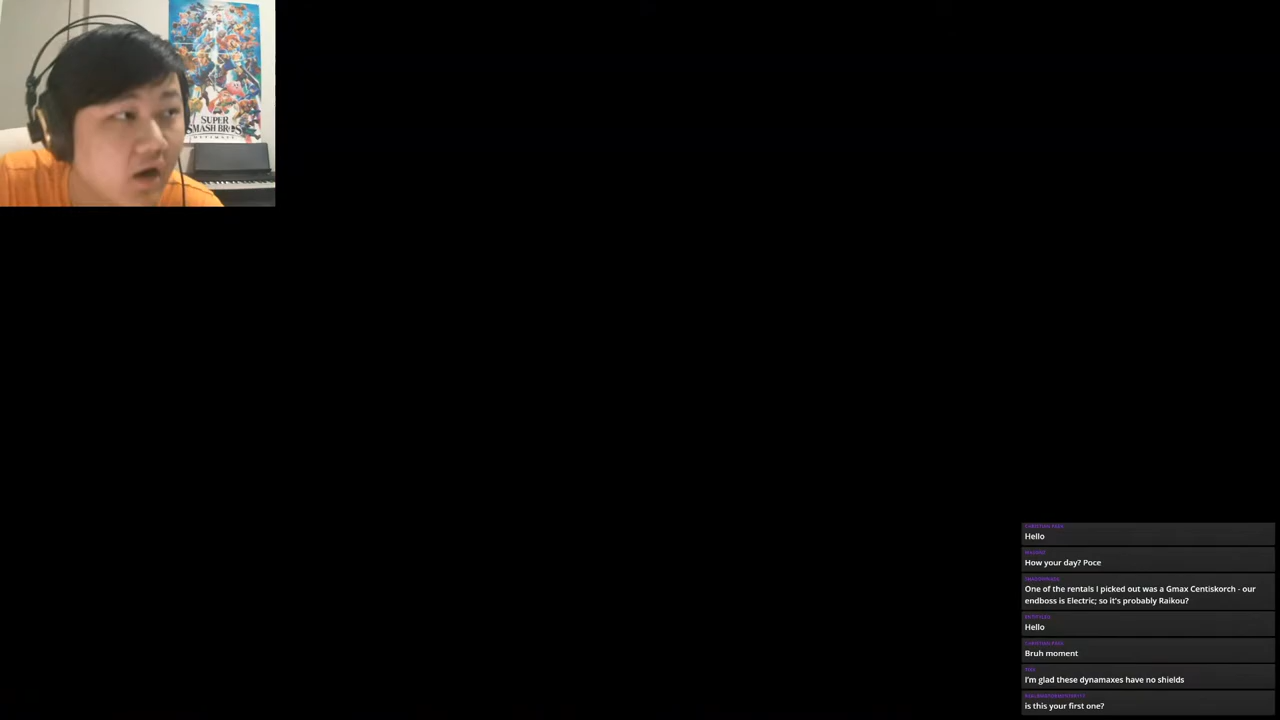 SUPER
SMASH BROS
ULTIMATE
Hello
How your day? Poce
One of the rentals I picked out was a Gmax Centiskorch - our
endboss is Electric; so it's probably Raikou?
Hello
Bruh moment
I'm glad these dynamaxes have no shields
is this your first one?